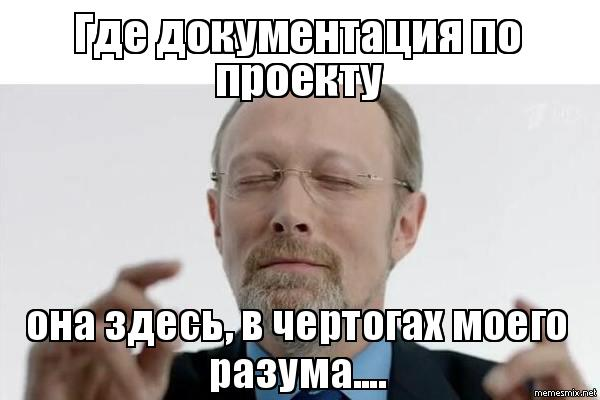 Где документация по
проекту
она здесь, в чертогах моего
разума....
memesmix.net